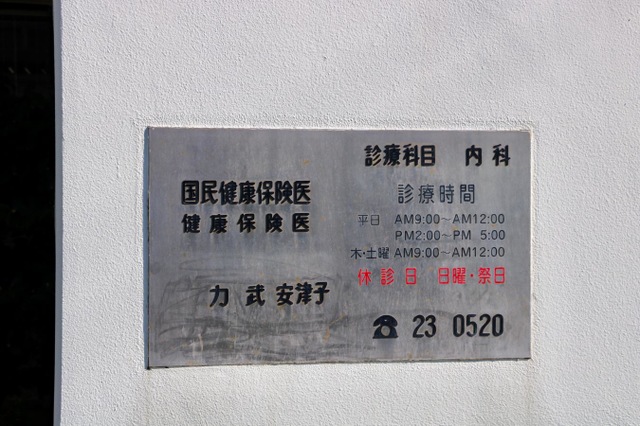 国民健康保険医
健康保険医
力武 安津子
診療科目 内科
診療時間
平日 AM9:00～AM12:00
PM2:00～PM 5:00
木・土曜 AM9:00～AM12:00
休診日 日曜・祭日
☎ 23 0520